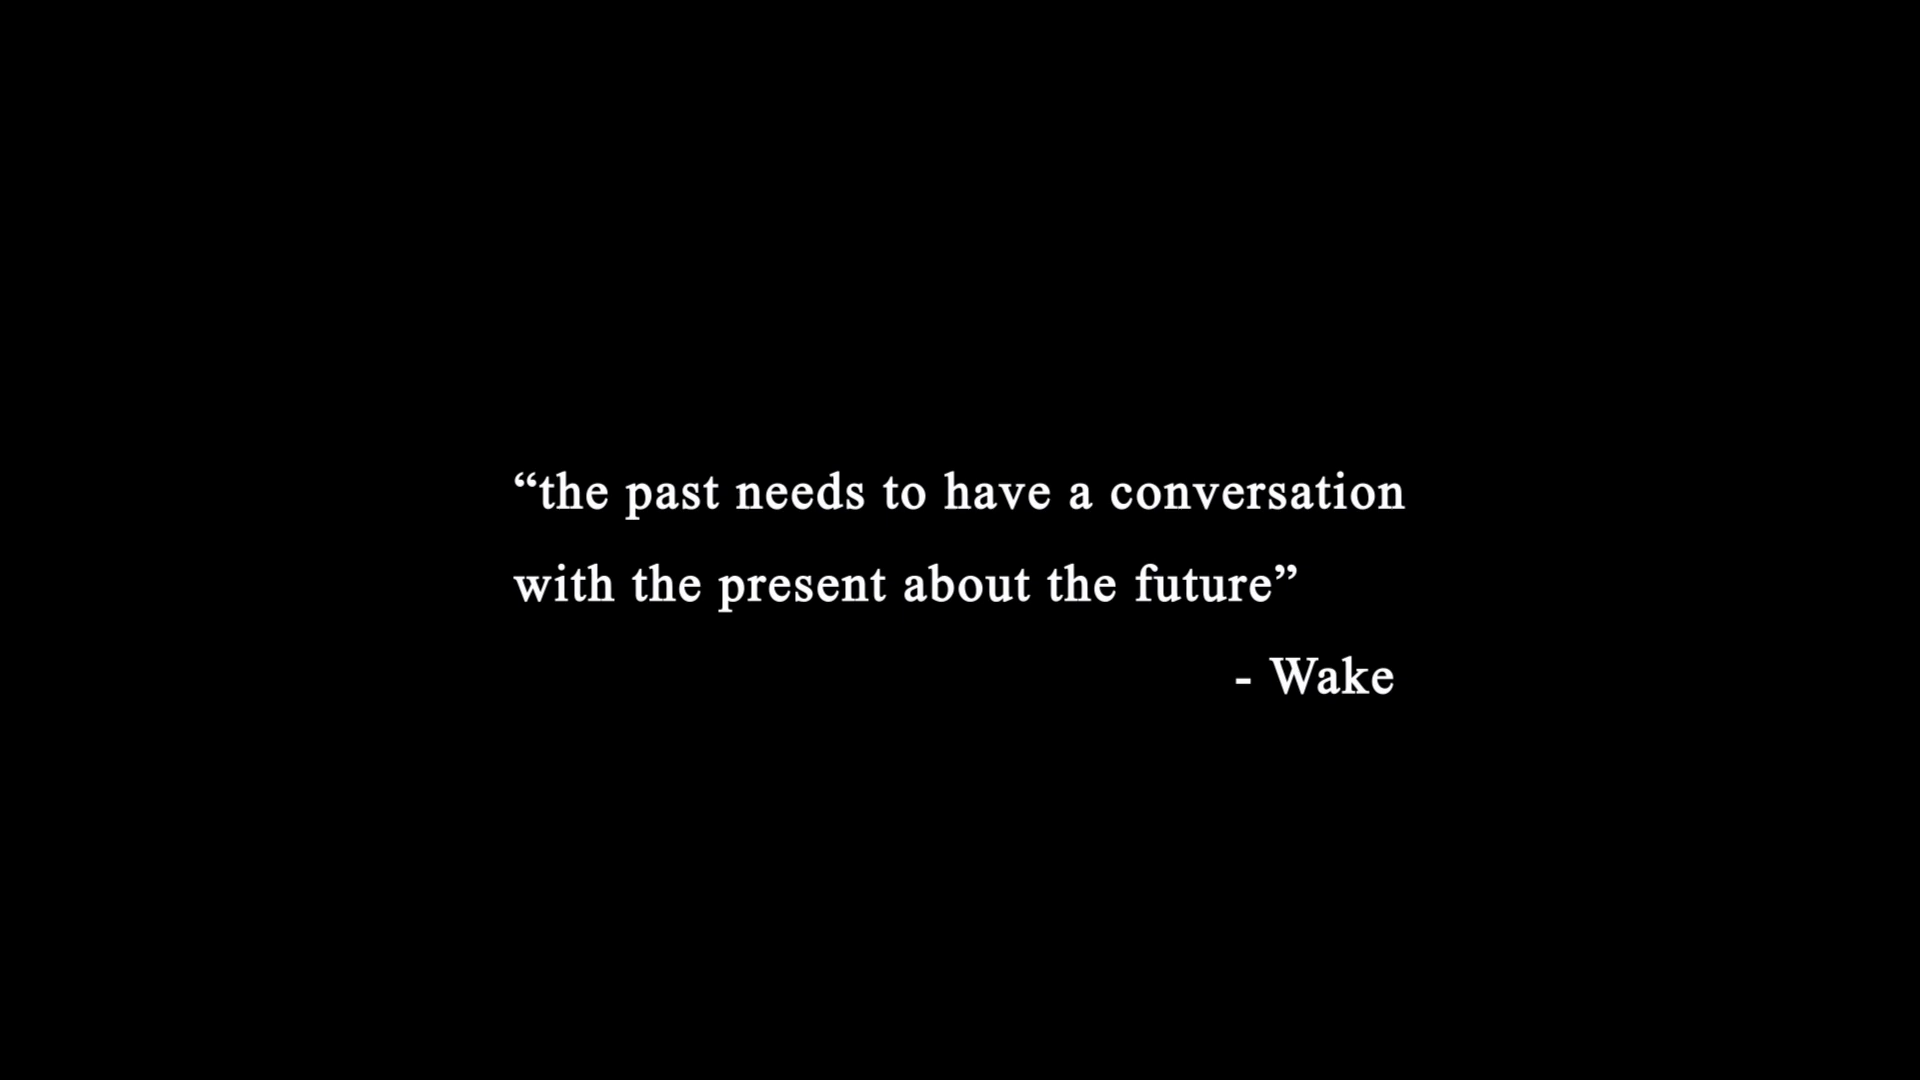 “the past needs to have a conversation
with the present about the future”
- Wake